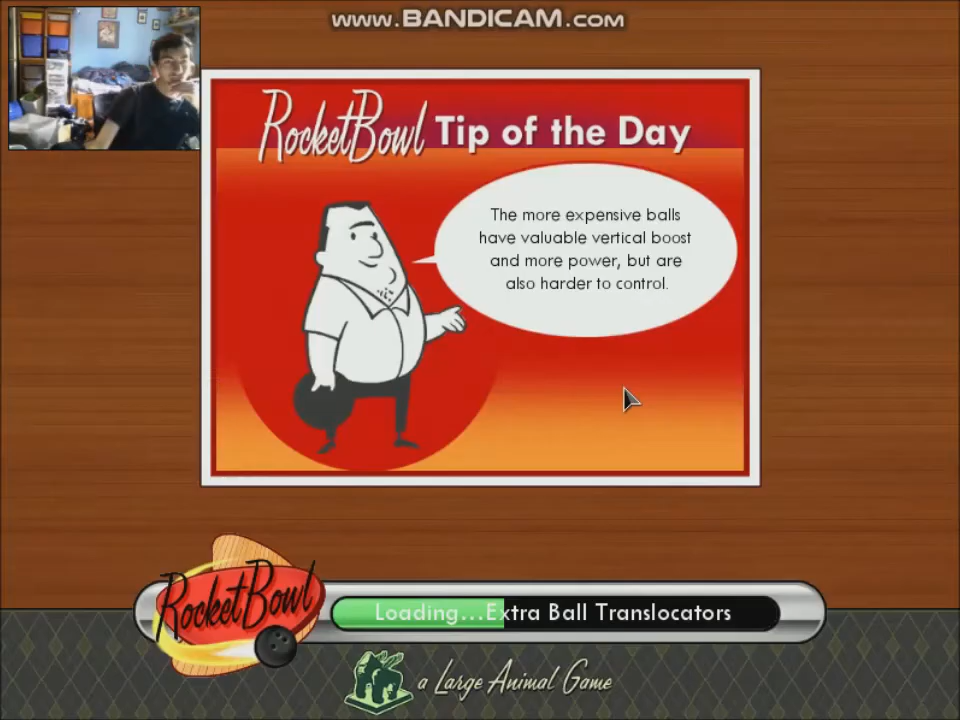 www.BANDICAM.com
RocketBowl Tip of the Day
The more expensive balls
have valuable vertical boost
and more power, but are
also harder to control.
RocketBowl
Loading...Extra Ball Translocators
a Large Animal Game